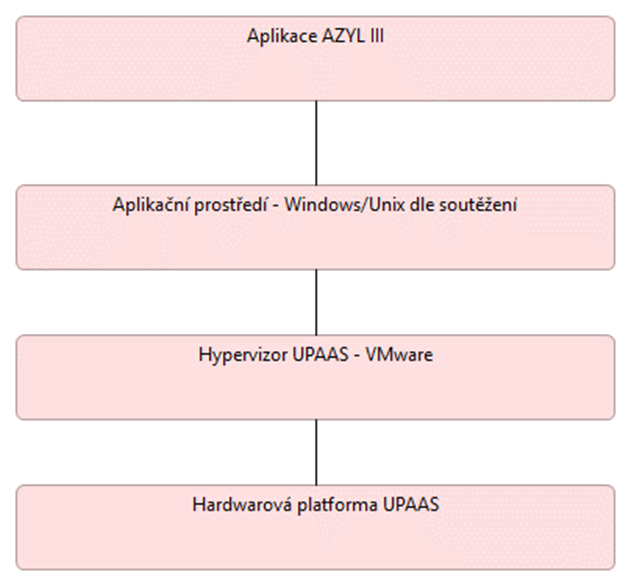 Aplikace AZYL III
Aplikační prostředí - Windows/Unix dle soutěžení
Hypervizor UPAAS - VMware
Hardwarová platforma UPAAS